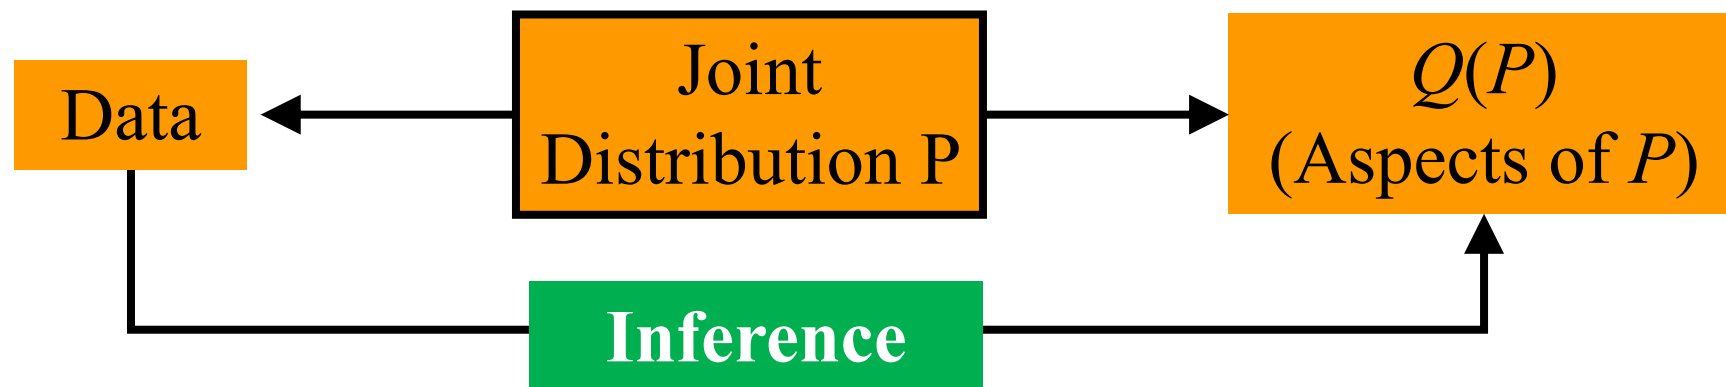 Data
Joint
Distribution P
Q(P)
(Aspects of P)
Inference